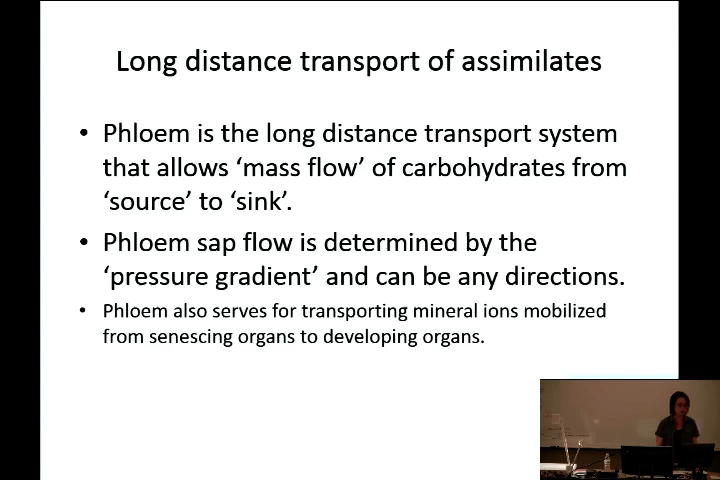 Long distance transport of assimilates
• Phloem is the long distance transport system
that allows ‘mass flow’ of carbohydrates from
‘source’ to ‘sink’.
• Phloem sap flow is determined by the
‘pressure gradient’ and can be any directions.
• Phloem also serves for transporting mineral ions mobilized
from senescing organs to developing organs.